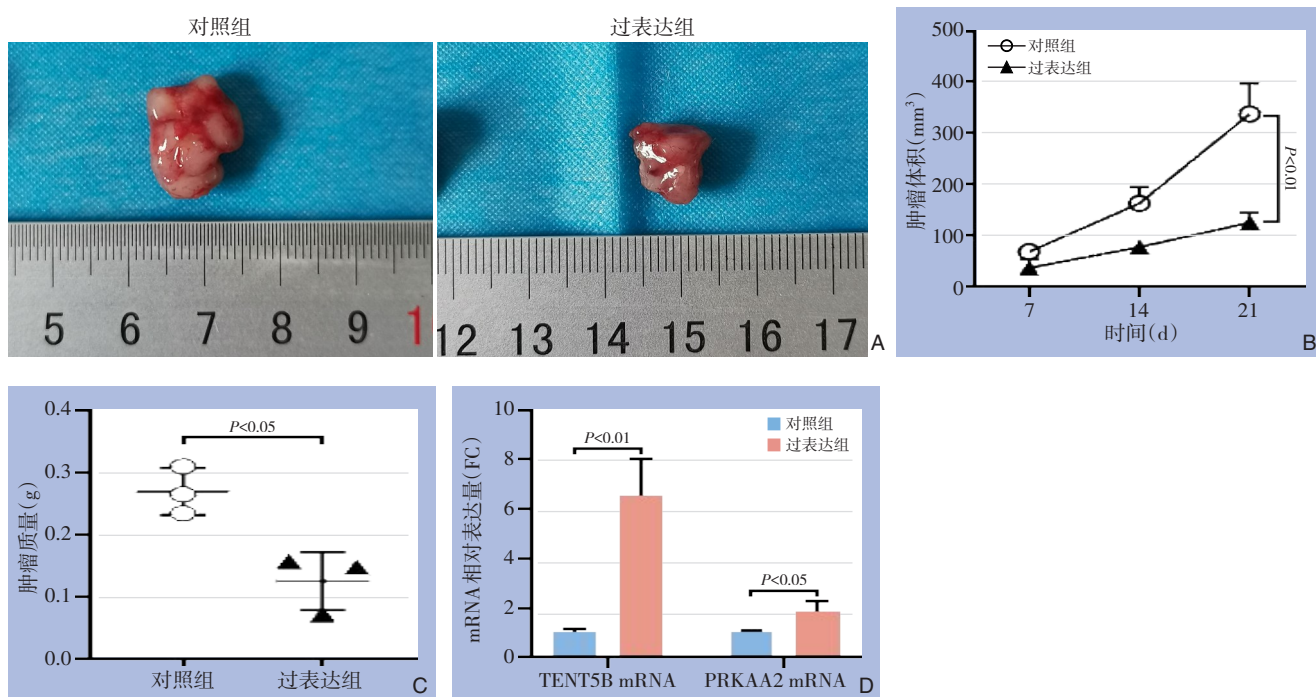 对照组
过表达组
5 6 7 8 9 1
12 13 14 15 16 17
A
500
400
300
200
100
0
肿瘤体积(mm³)
对照组
过表达组
P<0.01
7 14 21
时间(d)
B
0.4
0.3
0.2
0.1
0.0
肿瘤质量(g)
P<0.05
对照组 过表达组
C
10
8
6
4
2
0
mRNA相对表达量(FC)
对照组
过表达组
P<0.01
P<0.05
TENT5B mRNA PRKAA2 mRNA
D